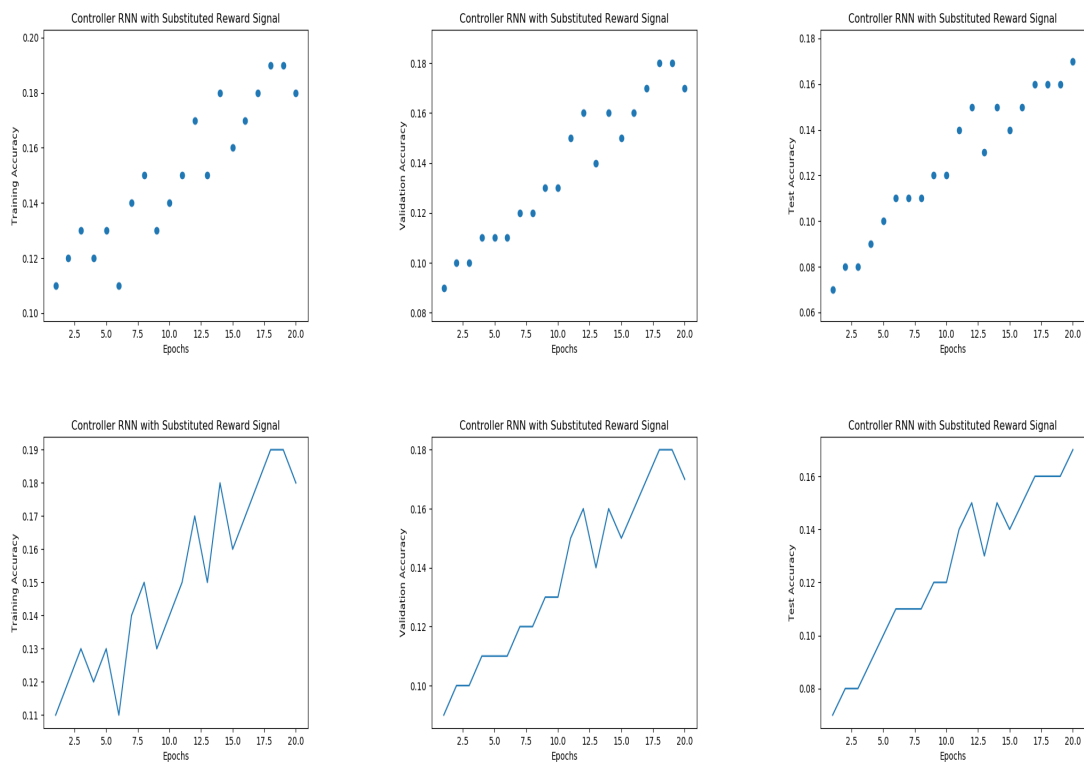 Controller RNN with Substituted Reward Signal
0.20
0.18
0.16
0.14
0.12
0.10
Training Accuracy
2.5 5.0 7.5 10.0 12.5 15.0 17.5 20.0
Epochs
Controller RNN with Substituted Reward Signal
0.18
0.16
0.14
0.12
0.10
0.08
Validation Accuracy
2.5 5.0 7.5 10.0 12.5 15.0 17.5 20.0
Epochs
Controller RNN with Substituted Reward Signal
0.18
0.16
0.14
0.12
0.10
0.08
0.06
Test Accuracy
2.5 5.0 7.5 10.0 12.5 15.0 17.5 20.0
Epochs
Controller RNN with Substituted Reward Signal
0.19
0.18
0.17
0.16
0.15
0.14
0.13
0.12
0.11
Training Accuracy
2.5 5.0 7.5 10.0 12.5 15.0 17.5 20.0
Epochs
Controller RNN with Substituted Reward Signal
0.18
0.16
0.14
0.12
0.10
Validation Accuracy
2.5 5.0 7.5 10.0 12.5 15.0 17.5 20.0
Epochs
Controller RNN with Substituted Reward Signal
0.16
0.14
0.12
0.10
0.08
Test Accuracy
2.5 5.0 7.5 10.0 12.5 15.0 17.5 20.0
Epochs